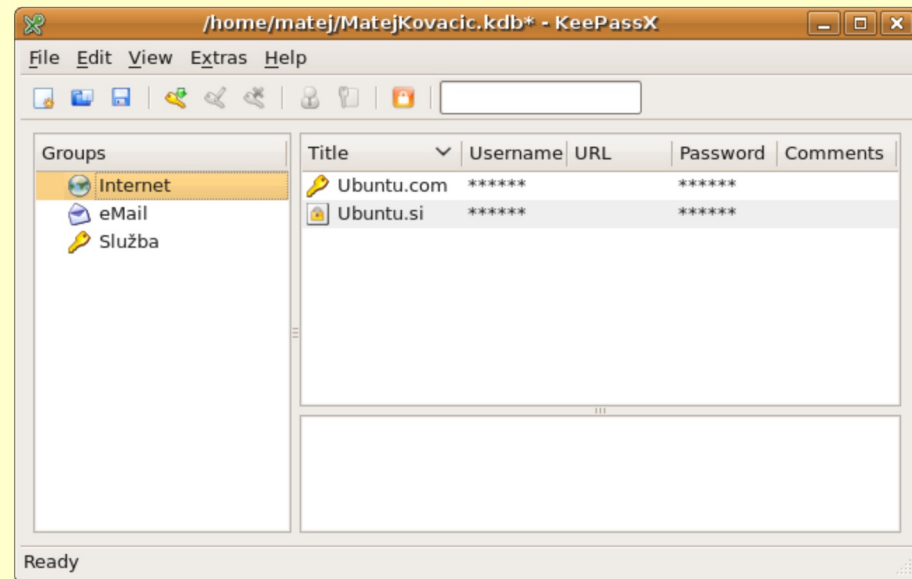 /home/matej/MatejKovacic.kdb* - KeePassX
File Edit View Extras Help
Groups
Internet
eMail
Služba
Title Username URL Password Comments
Ubuntu.com ****** ******
Ubuntu.si ****** ******
Ready